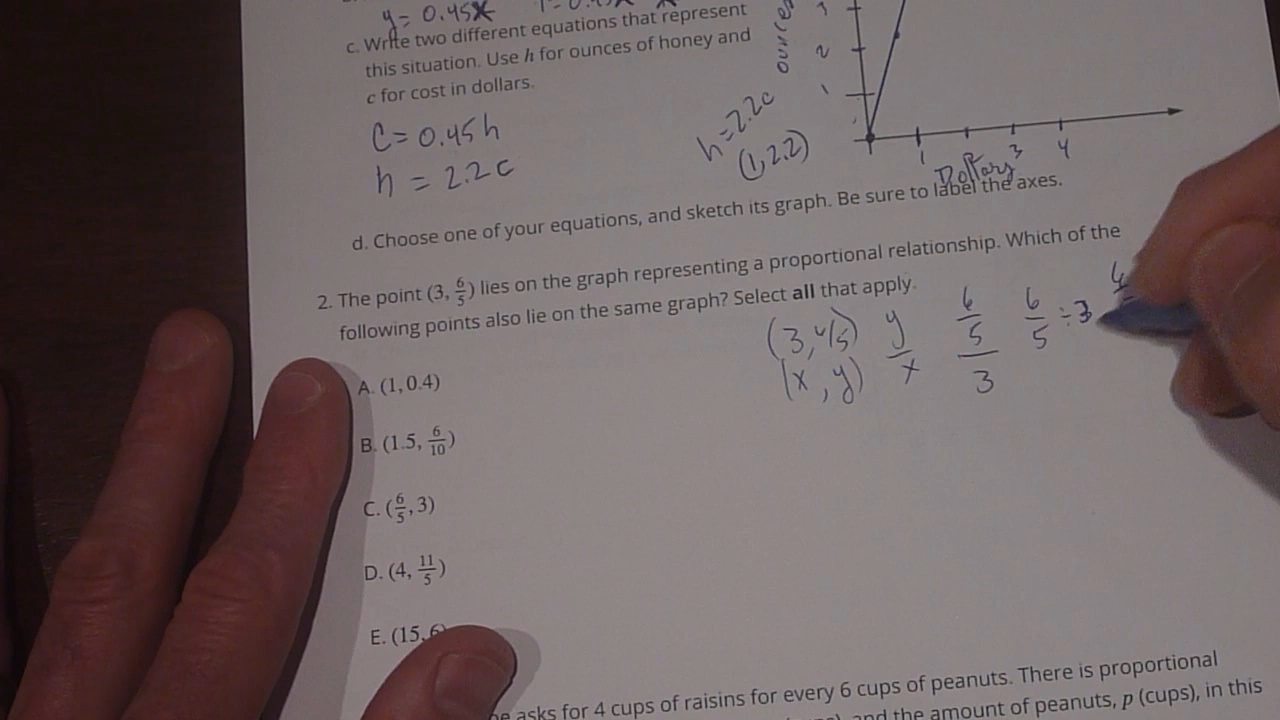 y = 0.45x
c. Write two different equations that represent
this situation. Use h for ounces of honey and
c for cost in dollars.
C = 0.45h
h = 2.2c
ounces
2
1
1
3
4
Dollars
h = 2.2c
(1, 2.2)
d. Choose one of your equations, and sketch its graph. Be sure to label the axes.
2. The point (3, 6/5) lies on the graph representing a proportional relationship. Which of the
following points also lie on the same graph? Select all that apply.
(3, 6/5) y/x 6/5/3 6/5 ÷ 3
(x, y)
A. (1, 0.4)
B. (1.5, 6/10)
C. (6/5, 3)
D. (4, 11/5)
E. (15, 6
asks for 4 cups of raisins for every 6 cups of peanuts. There is proportional
and the amount of peanuts, p (cups), in this